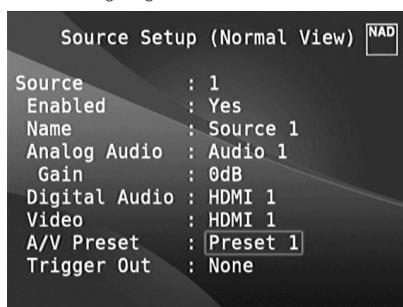 Source Setup (Normal View) NAD
Source : 1
Enabled : Yes
Name : Source 1
Analog Audio : Audio 1
Gain : 0dB
Digital Audio : HDMI 1
Video : HDMI 1
A/V Preset : Preset 1
Trigger Out : None